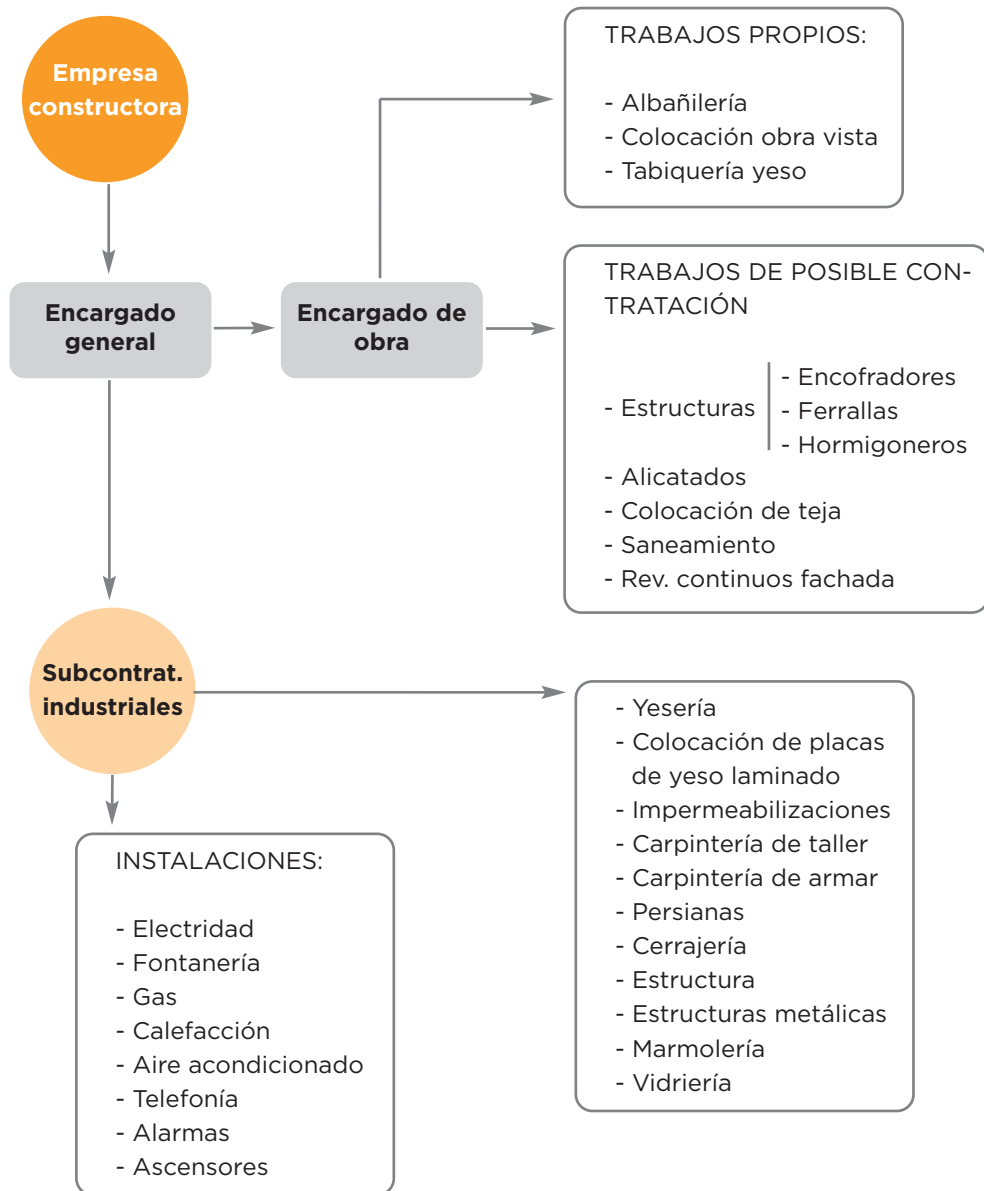 Empresa
constructora
TRABAJOS PROPIOS:
- Albañilería
- Colocación obra vista
- Tabiquería yeso
Encargado
general
Encargado de
obra
TRABAJOS DE POSIBLE CON-
TRATACIÓN
- Estructuras
- Encofradores
- Ferrallas
- Hormigoneros
- Alicatados
- Colocación de teja
- Saneamiento
- Rev. continuos fachada
Subcontrat.
industriales
- Yesería
- Colocación de placas
de yeso laminado
- Impermeabilizaciones
- Carpintería de taller
- Carpintería de armar
- Persianas
- Cerrajería
- Estructura
- Estructuras metálicas
- Marmolería
- Vidriería
INSTALACIONES:
- Electridad
- Fontanería
- Gas
- Calefacción
- Aire acondicionado
- Telefonía
- Alarmas
- Ascensores